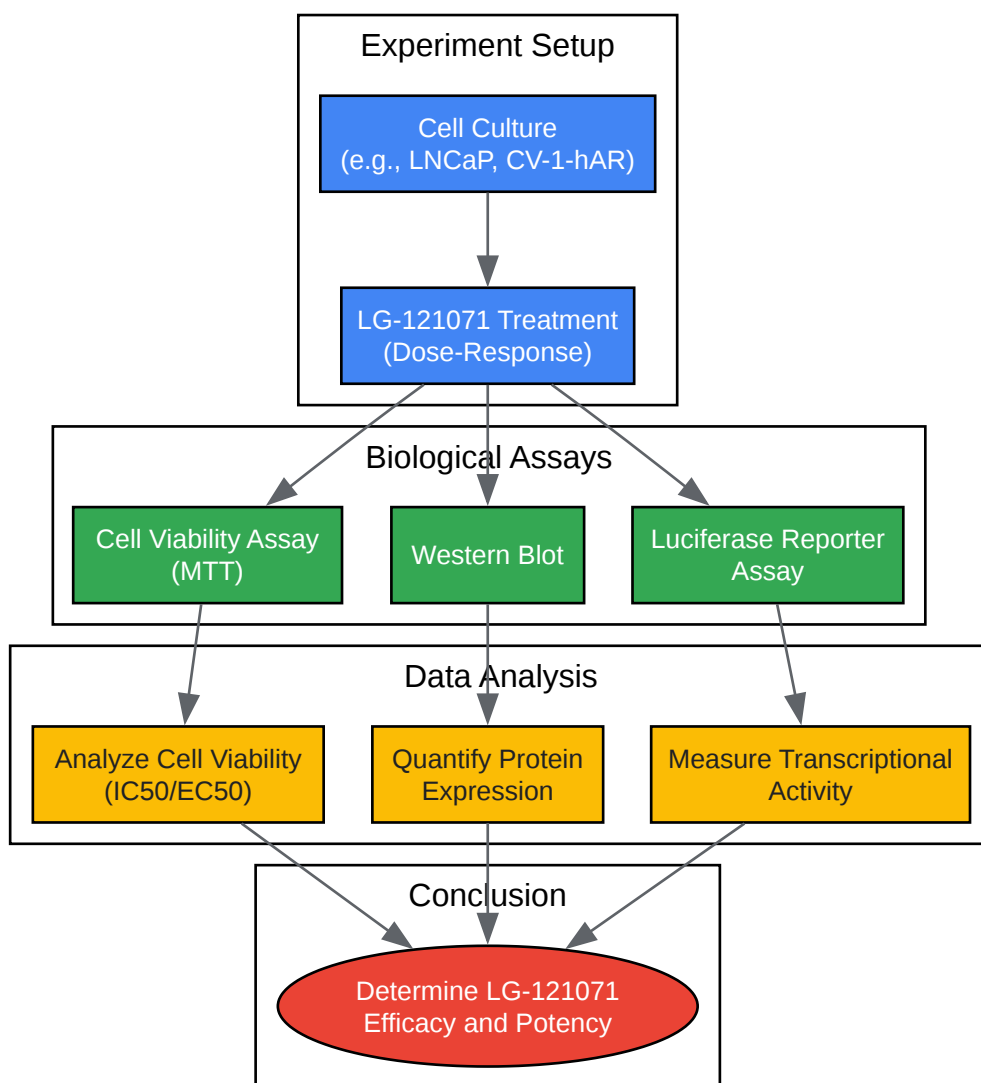 Experiment Setup
Cell Culture
(e.g., LNCaP, CV-1-hAR)
LG-121071 Treatment
(Dose-Response)
Biological Assays
Cell Viability Assay
(MTT)
Western Blot
Luciferase Reporter
Assay
Data Analysis
Analyze Cell Viability
(IC50/EC50)
Quantify Protein
Expression
Measure Transcriptional
Activity
Conclusion
Determine LG-121071
Efficacy and Potency